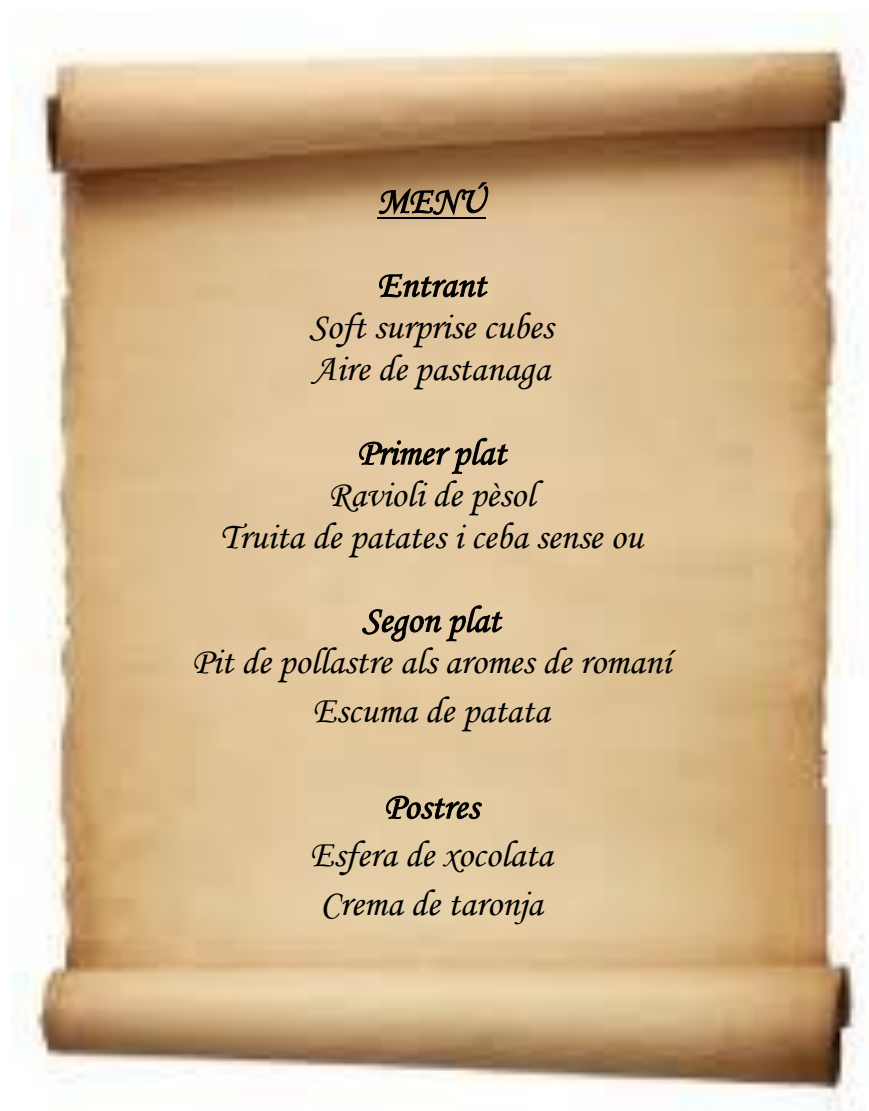 MENÚ
Entrant
Soft surprise cubes
Aire de pastanaga
Primer plat
Ravioli de pèsol
Truita de patates i ceba sense ou
Segon plat
Pit de pollastre als aromes de romaní
Escuma de patata
Postres
Esfera de xocolata
Crema de taronja